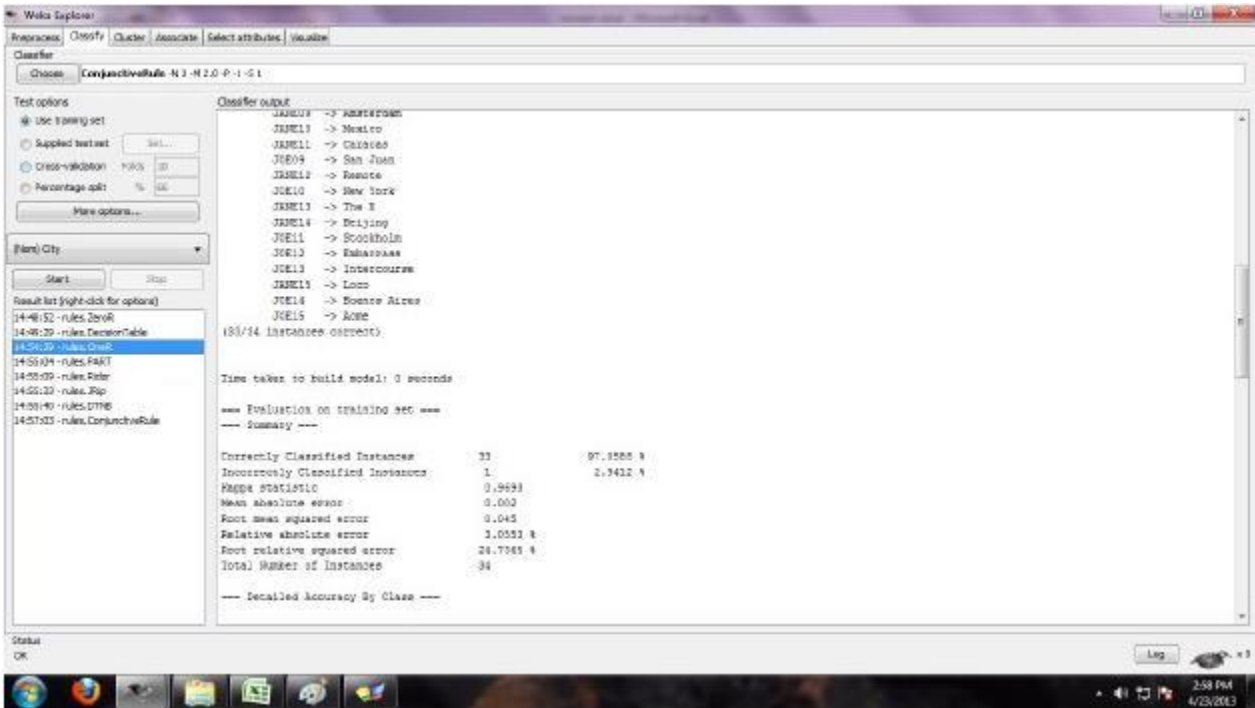 Weka Explorer
Preprocess Classify Cluster Associate Select attributes Visualize
Classifier
Choose ConjunctiveRule -N 3 -M 2.0 -P -1 -S 1
Test options
Use training set
Supplied test set Set...
Cross-validation Folds 10
Percentage split % 66
More options...
(Nom) City
Start Stop
Result list (right-click for options)
14:48:52 - rules.ZeroR
14:49:39 - rules.DecisionTable
14:54:39 - rules.OneR
14:55:04 - rules.PART
14:55:09 - rules.Ridor
14:55:33 - rules.JRip
14:55:40 - rules.DTNB
14:57:03 - rules.ConjunctiveRule
Classifier output
JANE09 -> Amsterdam
-> Mexico
JANE11 -> Caracas
JOE09 -> San Juan
JANE12 -> Remote
JOE10 -> New York
JANE13 -> The
JANE14 -> Beijing
JOE11 -> Stockholm
JOE12 -> Embarrass
JOE13 -> Intercourse
JANE15 -> Loco
JOE14 -> Buenos Aires
JOE15 -> Acme
(33/34 instances correct)
Time taken to build model: 0 seconds
=== Evaluation on training set ===
=== Summary ===
Correctly Classified Instances 33 97.0588 %
Incorrectly Classified Instances 1 2.9412 %
Kappa statistic 0.9693
Mean absolute error 0.002
Root mean squared error 0.045
Relative absolute error 3.0553 %
Root relative squared error %
Total Number of Instances 34
=== Detailed Accuracy By Class ===
Status
OK
Log
x 0
2:58 PM
4/23/2013